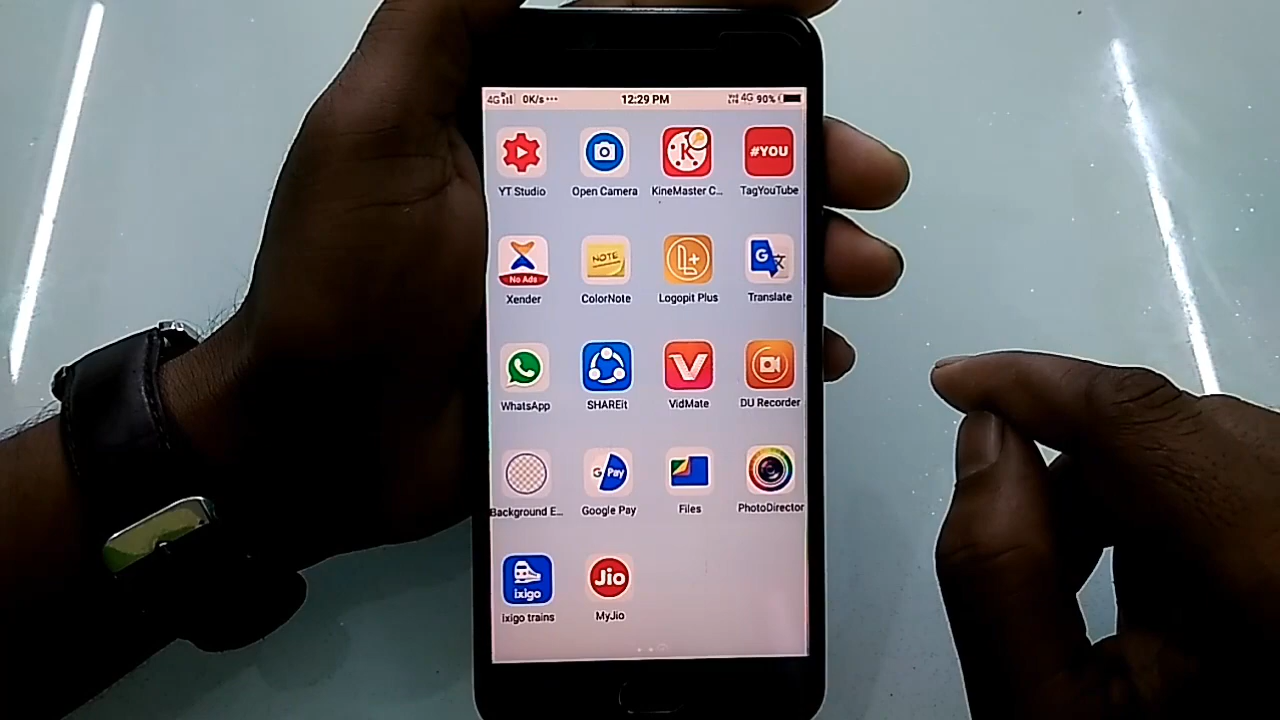 4G 0K/s... 12:29 PM VoLTE 4G 90%
#YOU
YT Studio Open Camera KineMaster C... TagYouTube
No Ads NOTE L+ G
Xender ColorNote Logopit Plus Translate
WhatsApp SHAREit VidMate DU Recorder
G Pay
Background E... Google Pay Files PhotoDirector
ixigo Jio
ixigo trains MyJio